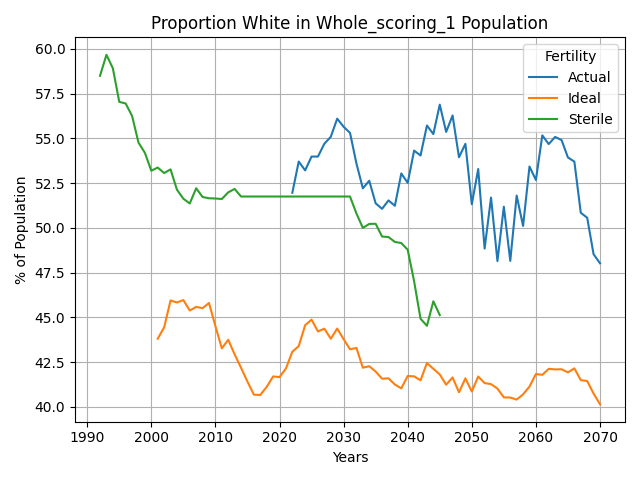 Proportion White in Whole_scoring_1 Population
60.0
57.5
55.0
52.5
50.0
47.5
45.0
42.5
40.0
% of Population
Fertility
Actual
Ideal
Sterile
1990 2000 2010 2020 2030 2040 2050 2060 2070
Years